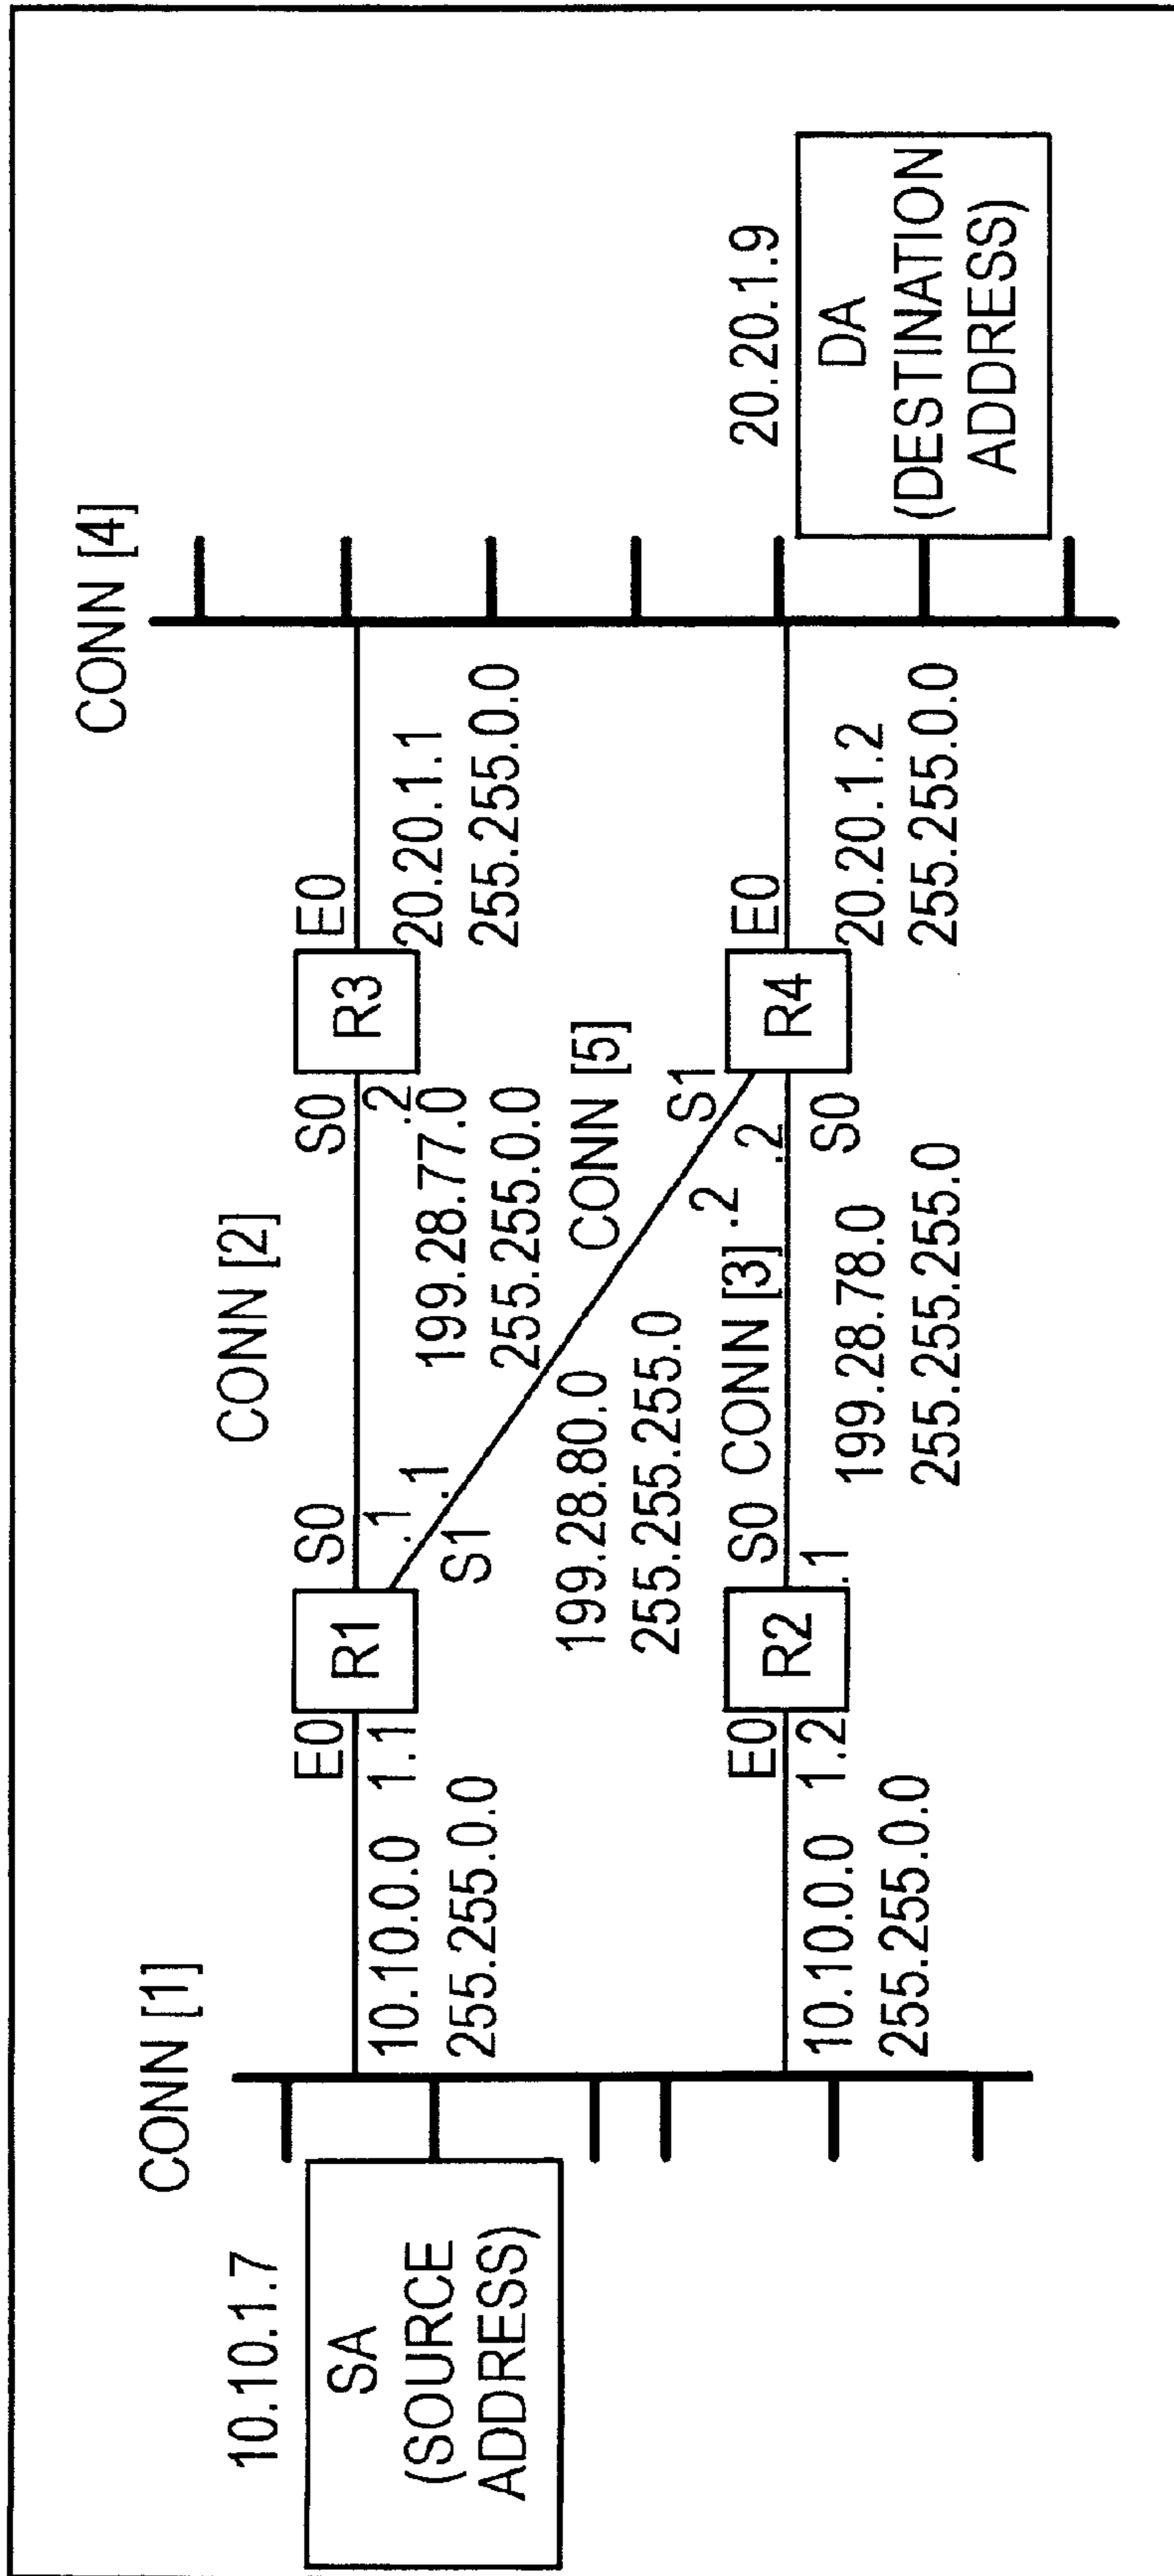 CONN [1]
10.10.1.7
SA
(SOURCE
ADDRESS)
E0
1.1
10.10.0.0
255.255.0.0
R1
S0
.1
.1
S1
CONN [2]
S0
.2
199.28.77.0
255.255.0.0
R3
E0
20.20.1.1
255.255.0.0
CONN [4]
CONN [5]
199.28.80.0
255.255.255.0
S1
.2
E0
1.2
10.10.0.0
255.255.0.0
R2
S0
.1
CONN [3]
199.28.78.0
255.255.255.0
.2
S0
R4
E0
20.20.1.2
255.255.0.0
20.20.1.9
DA
(DESTINATION
ADDRESS)